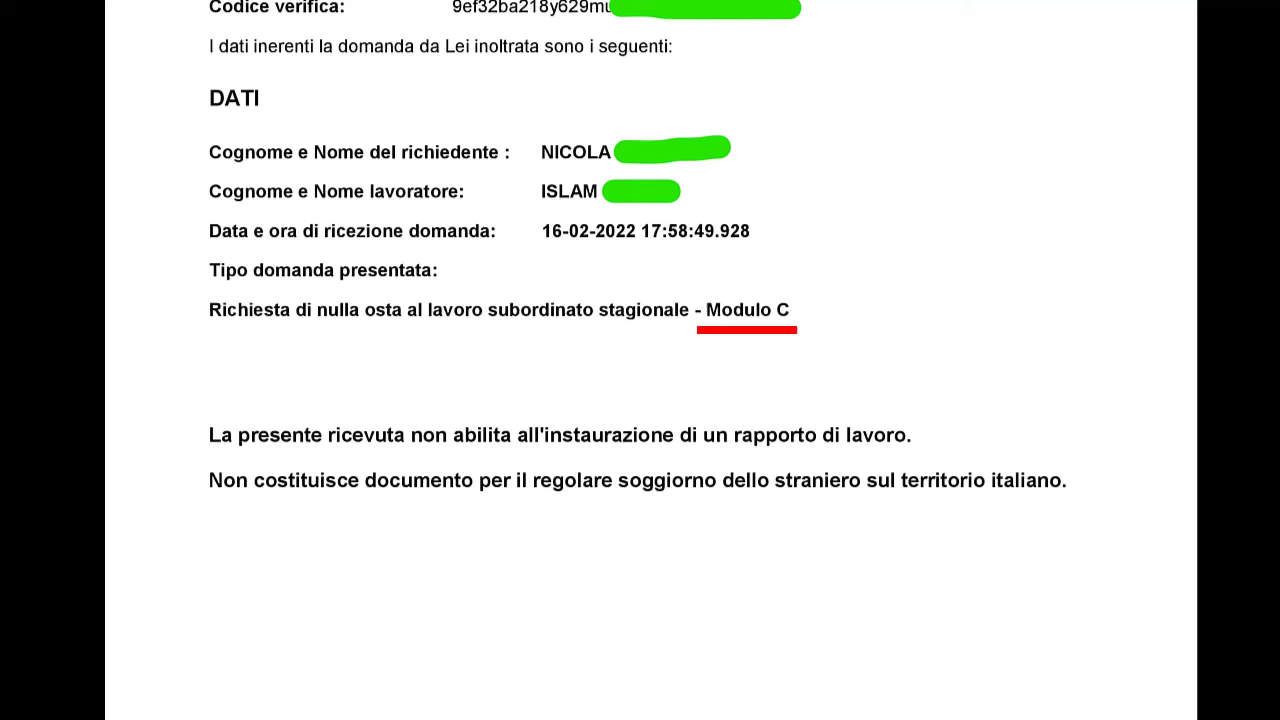 Codice verifica: 9ef32ba218y629mu
I dati inerenti la domanda da Lei inoltrata sono i seguenti:
DATI
Cognome e Nome del richiedente : NICOLA
Cognome e Nome lavoratore: ISLAM
Data e ora di ricezione domanda: 16-02-2022 17:58:49.928
Tipo domanda presentata:
Richiesta di nulla osta al lavoro subordinato stagionale - Modulo C
La presente ricevuta non abilita all'instaurazione di un rapporto di lavoro.
Non costituisce documento per il regolare soggiorno dello straniero sul territorio italiano.